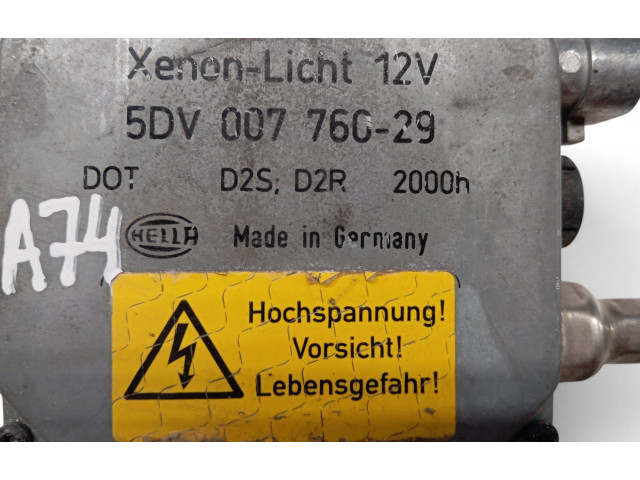 Xenon-Licht 12V
5DV 007 760-29
DOT D2S, D2R 2000h
A74
HELLA Made in Germany
Hochspannung!
Vorsicht!
Lebensgefahr!